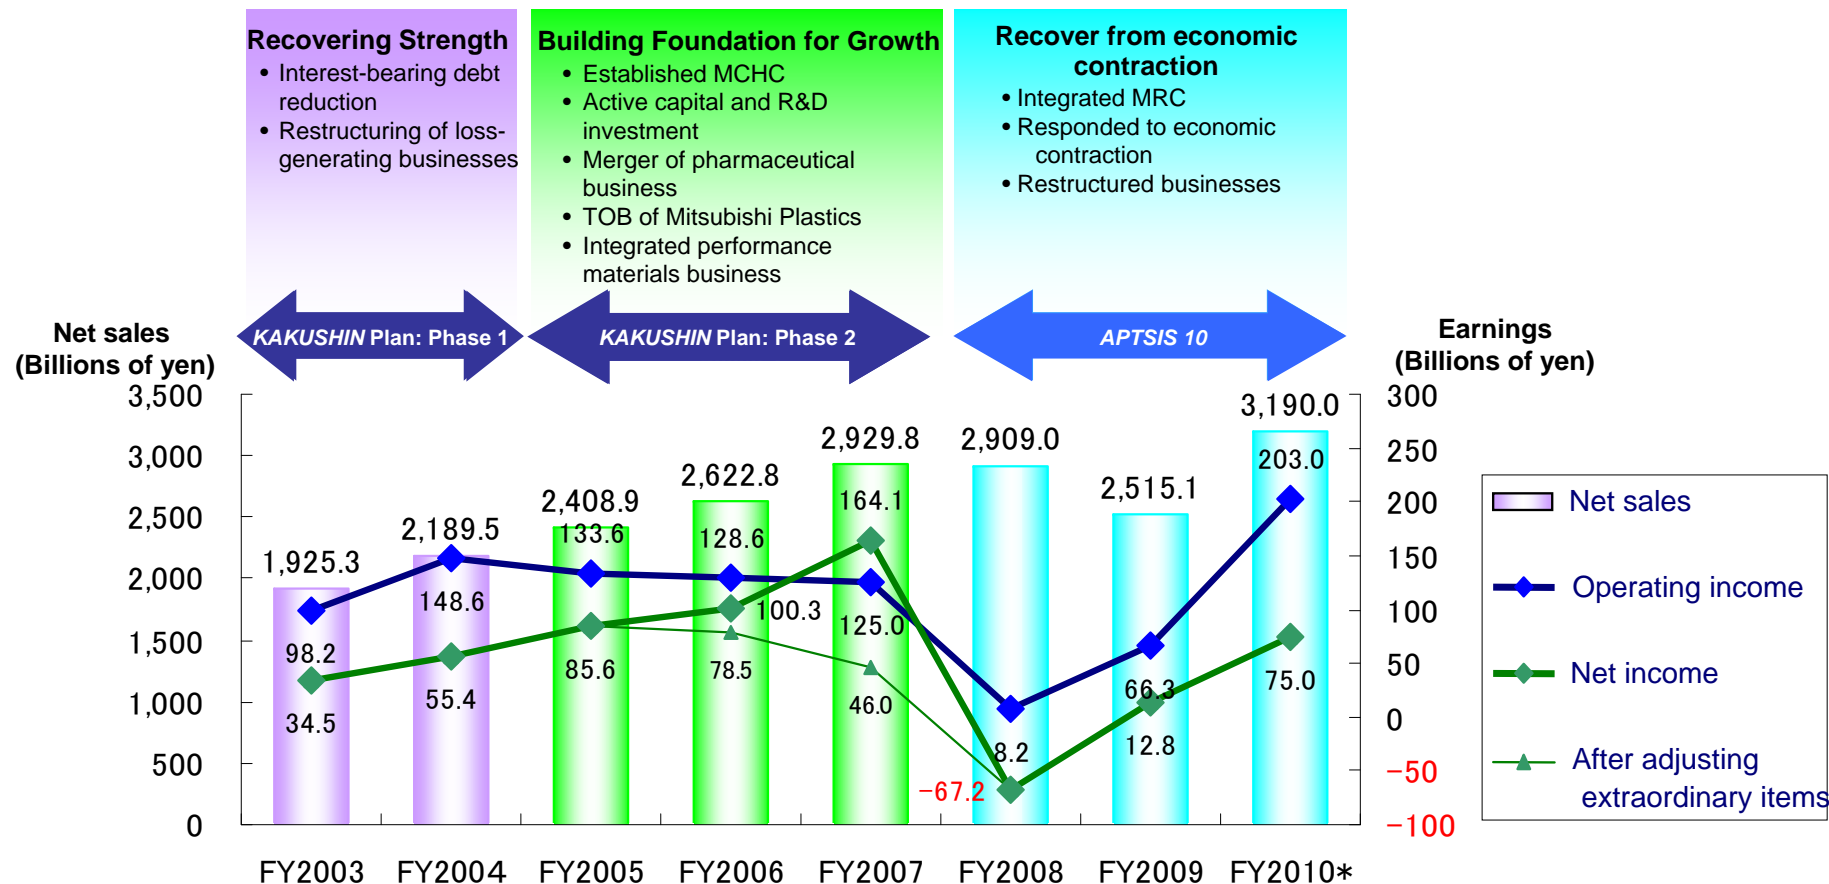 Recovering Strength
• Interest-bearing debt
reduction
• Restructuring of loss-
generating businesses
Building Foundation for Growth
• Established MCHC
• Active capital and R&D
investment
• Merger of pharmaceutical
business
• TOB of Mitsubishi Plastics
• Integrated performance
materials business
Recover from economic
contraction
• Integrated MRC
• Responded to economic
contraction
• Restructured businesses
KAKUSHIN Plan: Phase 1
KAKUSHIN Plan: Phase 2
APTSIS 10
Net sales
(Billions of yen)
3,500
3,000
2,500
2,000
1,500
1,000
500
0
Earnings
(Billions of yen)
300
250
200
150
100
50
0
-50
-100
1,925.3
98.2
34.5
2,189.5
148.6
55.4
2,408.9
133.6
85.6
2,622.8
128.6
100.3
78.5
2,929.8
164.1
125.0
46.0
2,909.0
8.2
-67.2
2,515.1
66.3
12.8
3,190.0
203.0
75.0
FY2003 FY2004 FY2005 FY2006 FY2007 FY2008 FY2009 FY2010*
Net sales
Operating income
Net income
After adjusting
extraordinary items